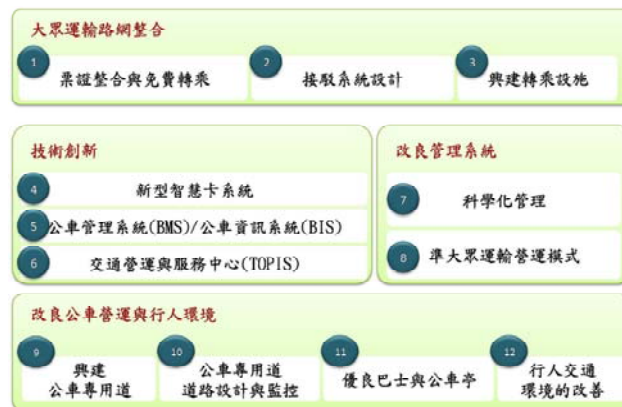 大眾運輸路網整合
1
票證整合與免費轉乘
2
接駁系統設計
3
興建轉乘設施
技術創新
4
新型智慧卡系統
5
公車管理系統(BMS)/公車資訊系統(BIS)
6
交通營運與服務中心(TOPIS)
改良管理系統
7
科學化管理
8
準大眾運輸營運模式
改良公車營運與行人環境
9
興建
公車專用道
10
公車專用道
道路設計與監控
11
優良巴士與公車亭
12
行人交通
環境的改善